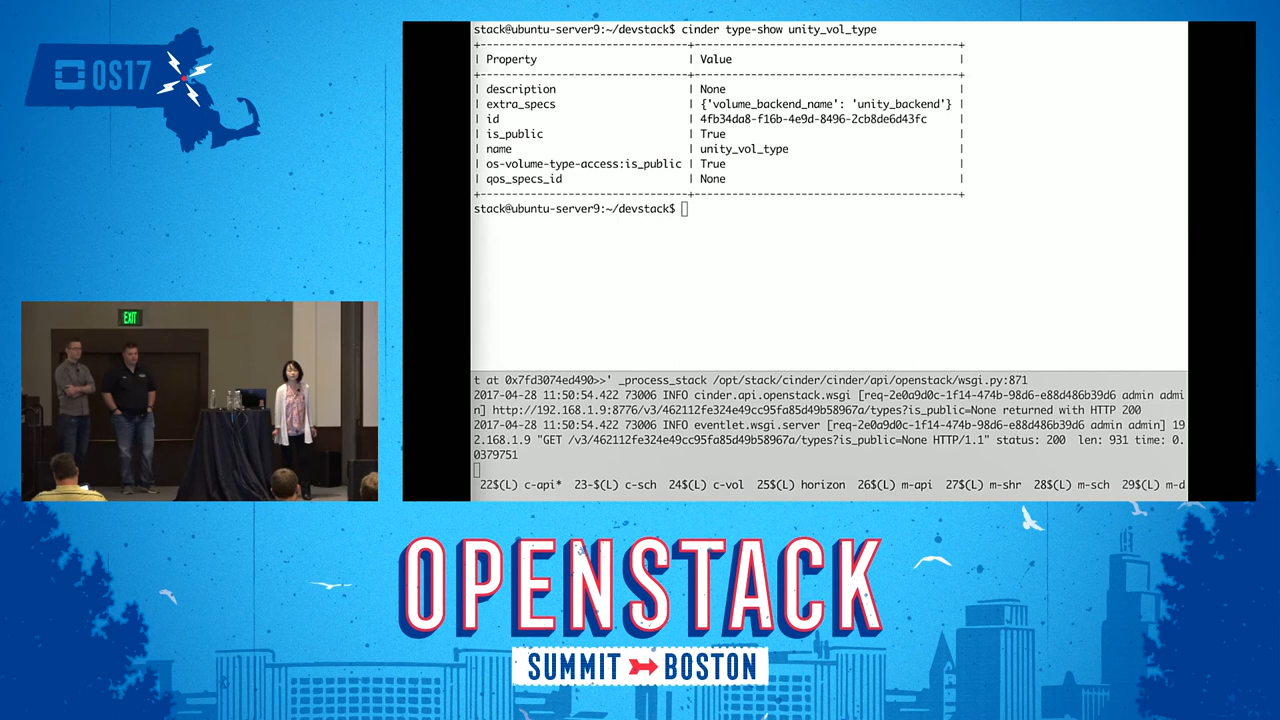 OS17
stack@ubuntu-server9:~/devstack$ cinder type-show unity_vol_type
| Property | Value |
| description | None |
| extra_specs | {'volume_backend_name': 'unity_backend'} |
| id | 4fb34da8-f16b-4e9d-8496-2cb8de6d43fc |
| is_public | True |
| name | unity_vol_type |
| os-volume-type-access:is_public | True |
| qos_specs_id | None |
stack@ubuntu-server9:~/devstack$
t at 0x7fd3074ed490>>' _process_stack /opt/stack/cinder/cinder/api/openstack/wsgi.py:871
2017-04-28 11:50:54.422 73006 INFO cinder.api.openstack.wsgi [req-2e0a9d0c-1f14-474b-98d6-e88d486b39d6 admin admi
n] http://192.168.1.9:8776/v3/462112fe324e49cc95fa85d49b58967a/types?is_public=None returned with HTTP 200
2017-04-28 11:50:54.422 73006 INFO eventlet.wsgi.server [req-2e0a9d0c-1f14-474b-98d6-e88d486b39d6 admin admin] 19
2.168.1.9 "GET /v3/462112fe324e49cc95fa85d49b58967a/types?is_public=None HTTP/1.1" status: 200 len: 931 time: 0.
0379751
22$(L) c-api* 23-$(L) c-sch 24$(L) c-vol 25$(L) horizon 26$(L) m-api 27$(L) m-shr 28$(L) m-sch 29$(L) m-d
EXIT
OPENSTACK
SUMMIT BOSTON